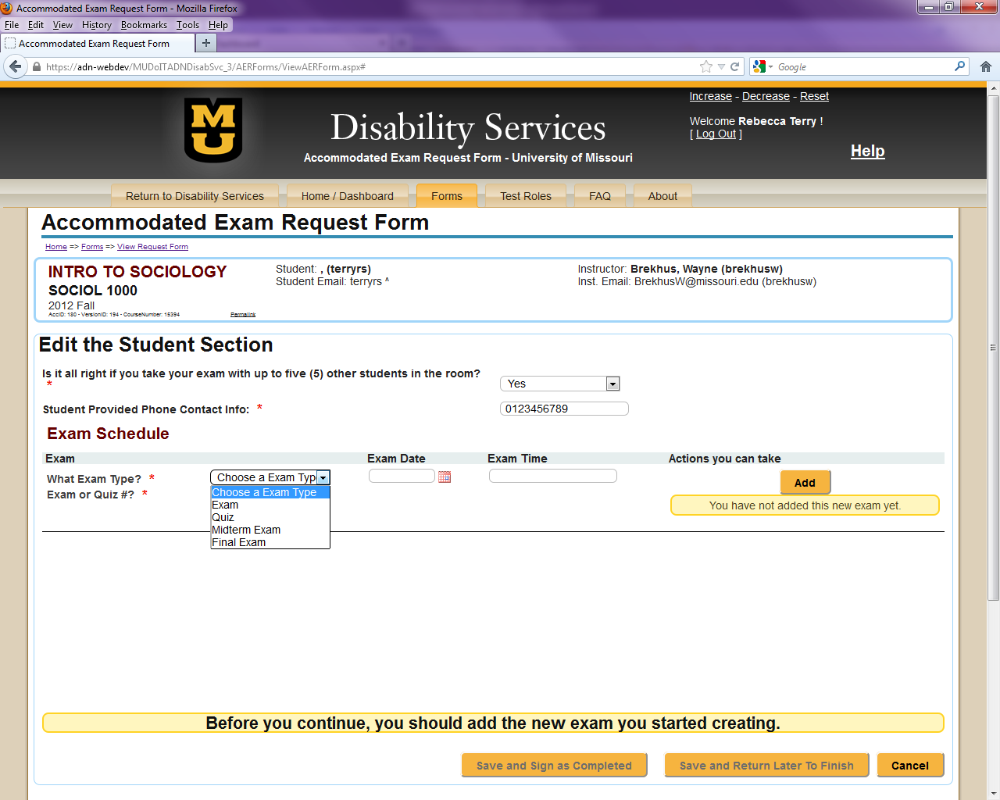 Accommodated Exam Request Form - Mozilla Firefox
File Edit View History Bookmarks Tools Help
Accommodated Exam Request Form
https://adn-webdev/MUDoITADNDisabSvc_3/AERForms/ViewAERForm.aspx#
Google
MU
Disability Services
Accommodated Exam Request Form - University of Missouri
Increase - Decrease - Reset
Welcome Rebecca Terry !
[ Log Out ]
Help
Return to Disability Services Home / Dashboard Forms Test Roles FAQ About
Accommodated Exam Request Form
Home => Forms => View Request Form
INTRO TO SOCIOLOGY
SOCIOL 1000
2012 Fall
AccID: 180 - VersionID: 194 - CourseNumber: 15394 Permalink
Student: , (terryrs)
Student Email: terryrs ^
Instructor: Brekhus, Wayne (brekhusw)
Inst. Email: BrekhusW@missouri.edu (brekhusw)
Edit the Student Section
Is it all right if you take your exam with up to five (5) other students in the room?
*
Yes
Student Provided Phone Contact Info: *
0123456789
Exam Schedule
Exam Exam Date Exam Time Actions you can take
What Exam Type? * Choose a Exam Typ
Exam or Quiz #? *
Choose a Exam Type
Exam
Quiz
Midterm Exam
Final Exam
Add
You have not added this new exam yet.
Before you continue, you should add the new exam you started creating.
Save and Sign as Completed Save and Return Later To Finish Cancel